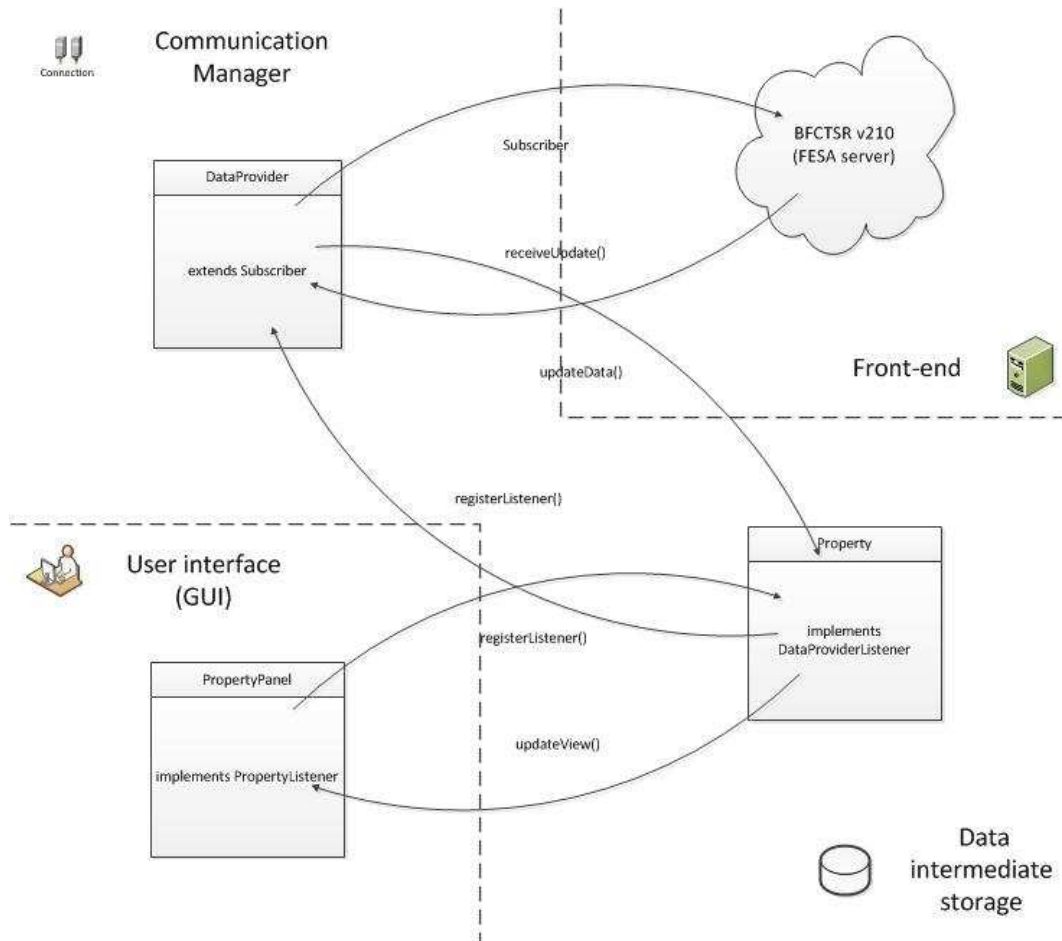 Connection
Communication
Manager
BFCTSR v210
(FESA server)
Subscriber
DataProvider
extends Subscriber
receiveUpdate()
updateData()
Front-end
registerListener()
User interface
(GUI)
Property
implements
DataProviderListener
registerListener()
PropertyPanel
implements PropertyListener
updateView()
Data
intermediate
storage